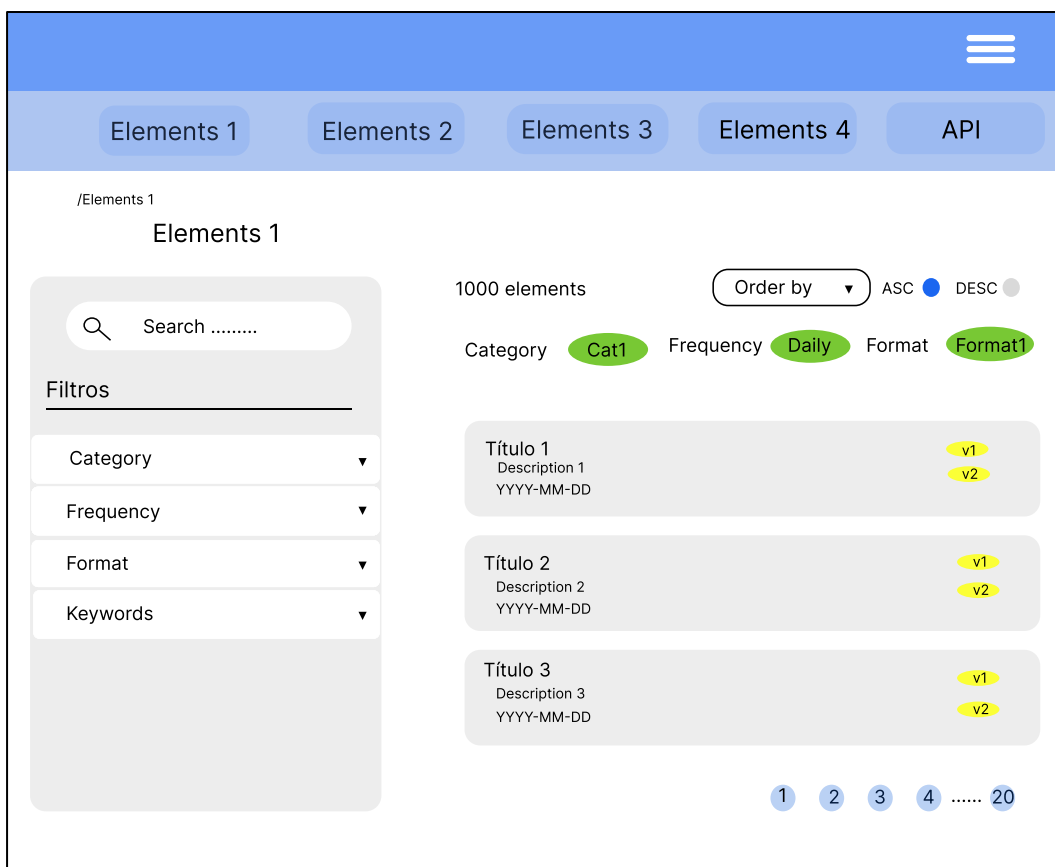 Elements 1 Elements 2 Elements 3 Elements 4 API
/Elements 1
Elements 1
Search .........
Filtros
Category ▼
Frequency ▼
Format ▼
Keywords ▼
1000 elements Order by ▼ ASC DESC
Category Cat1 Frequency Daily Format Format1
Título 1
Description 1
YYYY-MM-DD
v1
v2
Título 2
Description 2
YYYY-MM-DD
v1
v2
Título 3
Description 3
YYYY-MM-DD
v1
v2
1 2 3 4 ...... 20